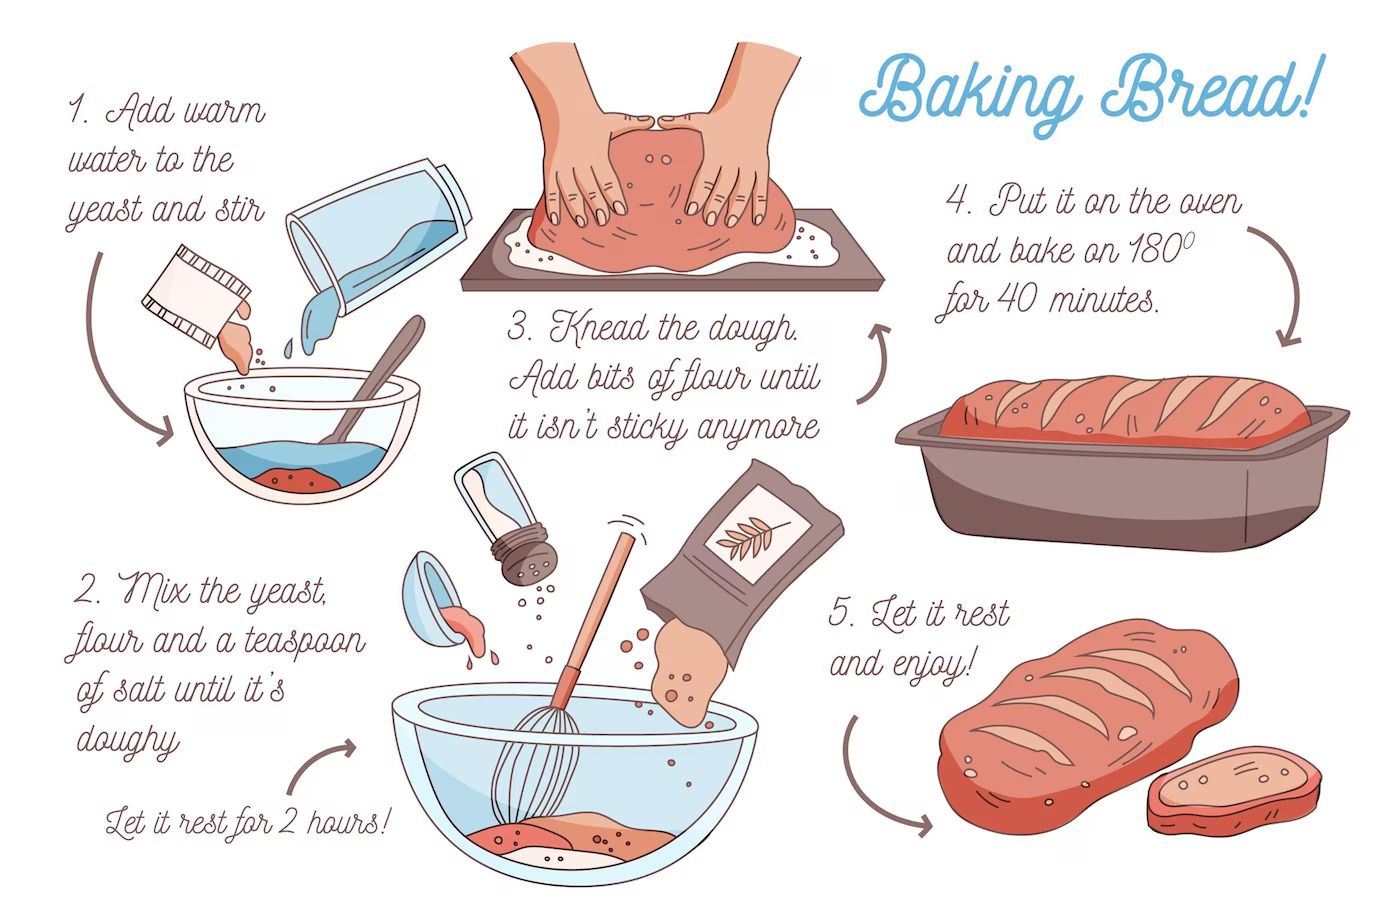 Baking Bread!
1. Add warm
water to the
yeast and stir
2. Mix the yeast,
flour and a teaspoon
of salt until it's
doughy
Let it rest for 2 hours!
3. Knead the dough.
Add bits of flour until
it isn't sticky anymore
4. Put it on the oven
and bake on 180⁰
for 40 minutes.
5. Let it rest
and enjoy!